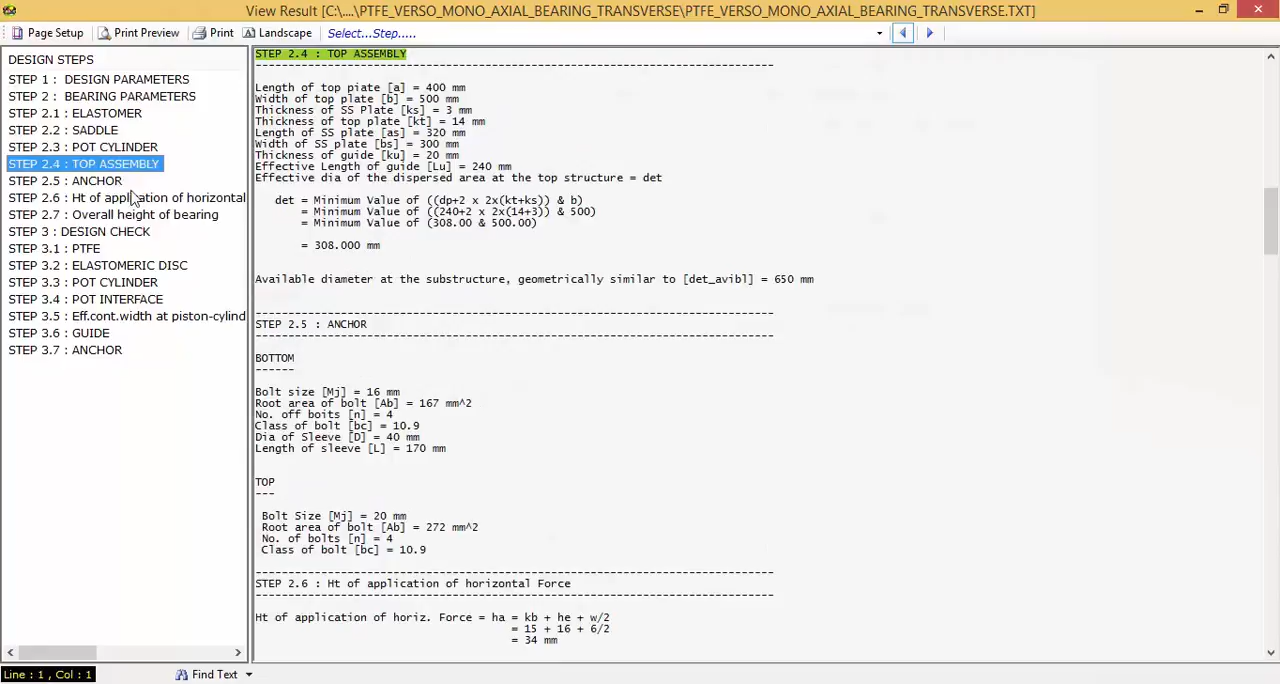 View Result [C:\....\PTFE_VERSO_MONO_AXIAL_BEARING_TRANSVERSE\PTFE_VERSO_MONO_AXIAL_BEARING_TRANSVERSE.TXT]
Page Setup Print Preview Print Landscape Select...Step.....
DESIGN STEPS
STEP 1 : DESIGN PARAMETERS
STEP 2 : BEARING PARAMETERS
STEP 2.1 : ELASTOMER
STEP 2.2 : SADDLE
STEP 2.3 : POT CYLINDER
STEP 2.4 : TOP ASSEMBLY
STEP 2.5 : ANCHOR
STEP 2.6 : Ht of application of horizontal
STEP 2.7 : Overall height of bearing
STEP 3 : DESIGN CHECK
STEP 3.1 : PTFE
STEP 3.2 : ELASTOMERIC DISC
STEP 3.3 : POT CYLINDER
STEP 3.4 : POT INTERFACE
STEP 3.5 : Eff.cont.width at piston-cylind
STEP 3.6 : GUIDE
STEP 3.7 : ANCHOR
STEP 2.4 : TOP ASSEMBLY
------------------------------------------------------------------------------------------
Length of top piate [a] = 400 mm
Width of top plate [b] = 500 mm
Thickness of SS Plate [ks] = 3 mm
Thickness of top plate [kt] = 14 mm
Length of SS plate [as] = 320 mm
Width of SS plate [bs] = 300 mm
Thickness of guide [ku] = 20 mm
Effective Length of guide [Lu] = 240 mm
Effective dia of the dispersed area at the top structure = det
det = Minimum Value of ((dp+2 x 2x(kt+ks)) & b)
= Minimum Value of ((240+2 x 2x(14+3)) & 500)
= Minimum Value of (308.00 & 500.00)
= 308.000 mm
Available diameter at the substructure, geometrically similar to [det_avibl] = 650 mm
------------------------------------------------------------------------------------------
STEP 2.5 : ANCHOR
------------------------------------------------------------------------------------------
BOTTOM
------
Bolt size [Mj] = 16 mm
Root area of bolt [Ab] = 167 mm^2
No. off boits [n] = 4
Class of bolt [bc] = 10.9
Dia of Sleeve [D] = 40 mm
Length of sleeve [L] = 170 mm
TOP
---
Bolt Size [Mj] = 20 mm
Root area of bolt [Ab] = 272 mm^2
No. of bolts [n] = 4
Class of bolt [bc] = 10.9
------------------------------------------------------------------------------------------
STEP 2.6 : Ht of application of horizontal Force
------------------------------------------------------------------------------------------
Ht of application of horiz. Force = ha = kb + he + w/2
= 15 + 16 + 6/2
= 34 mm
Line : 1 , Col : 1 Find Text